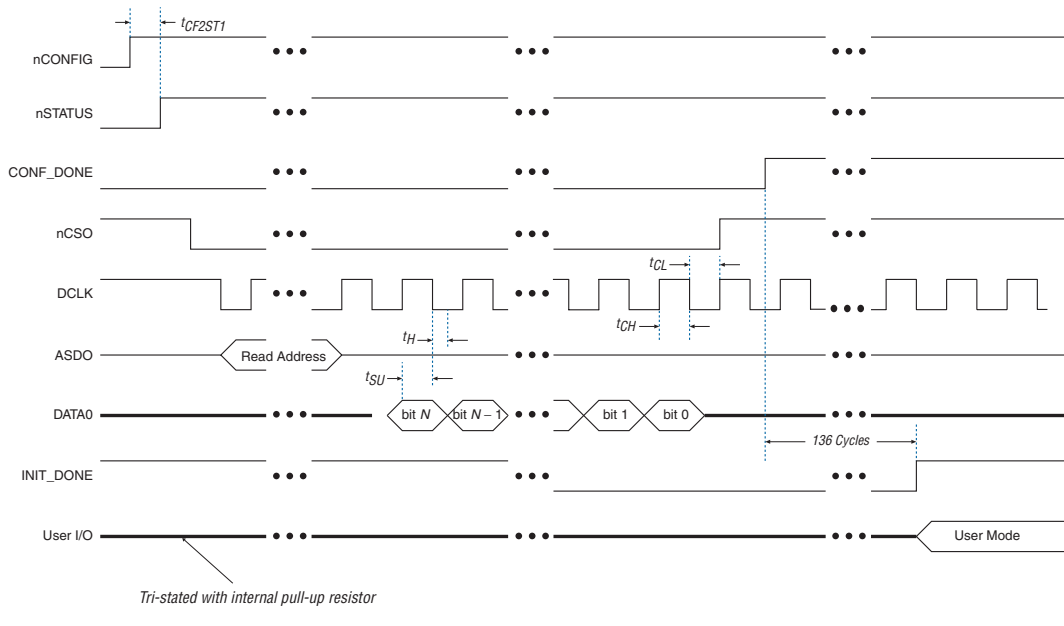 tCF2ST1
nCONFIG
nSTATUS
CONF_DONE
nCSO
tCL
DCLK
tCH
tH
ASDO
Read Address
tSU
DATA0
bit N
bit N – 1
bit 1
bit 0
136 Cycles
INIT_DONE
User I/O
User Mode
Tri-stated with internal pull-up resistor